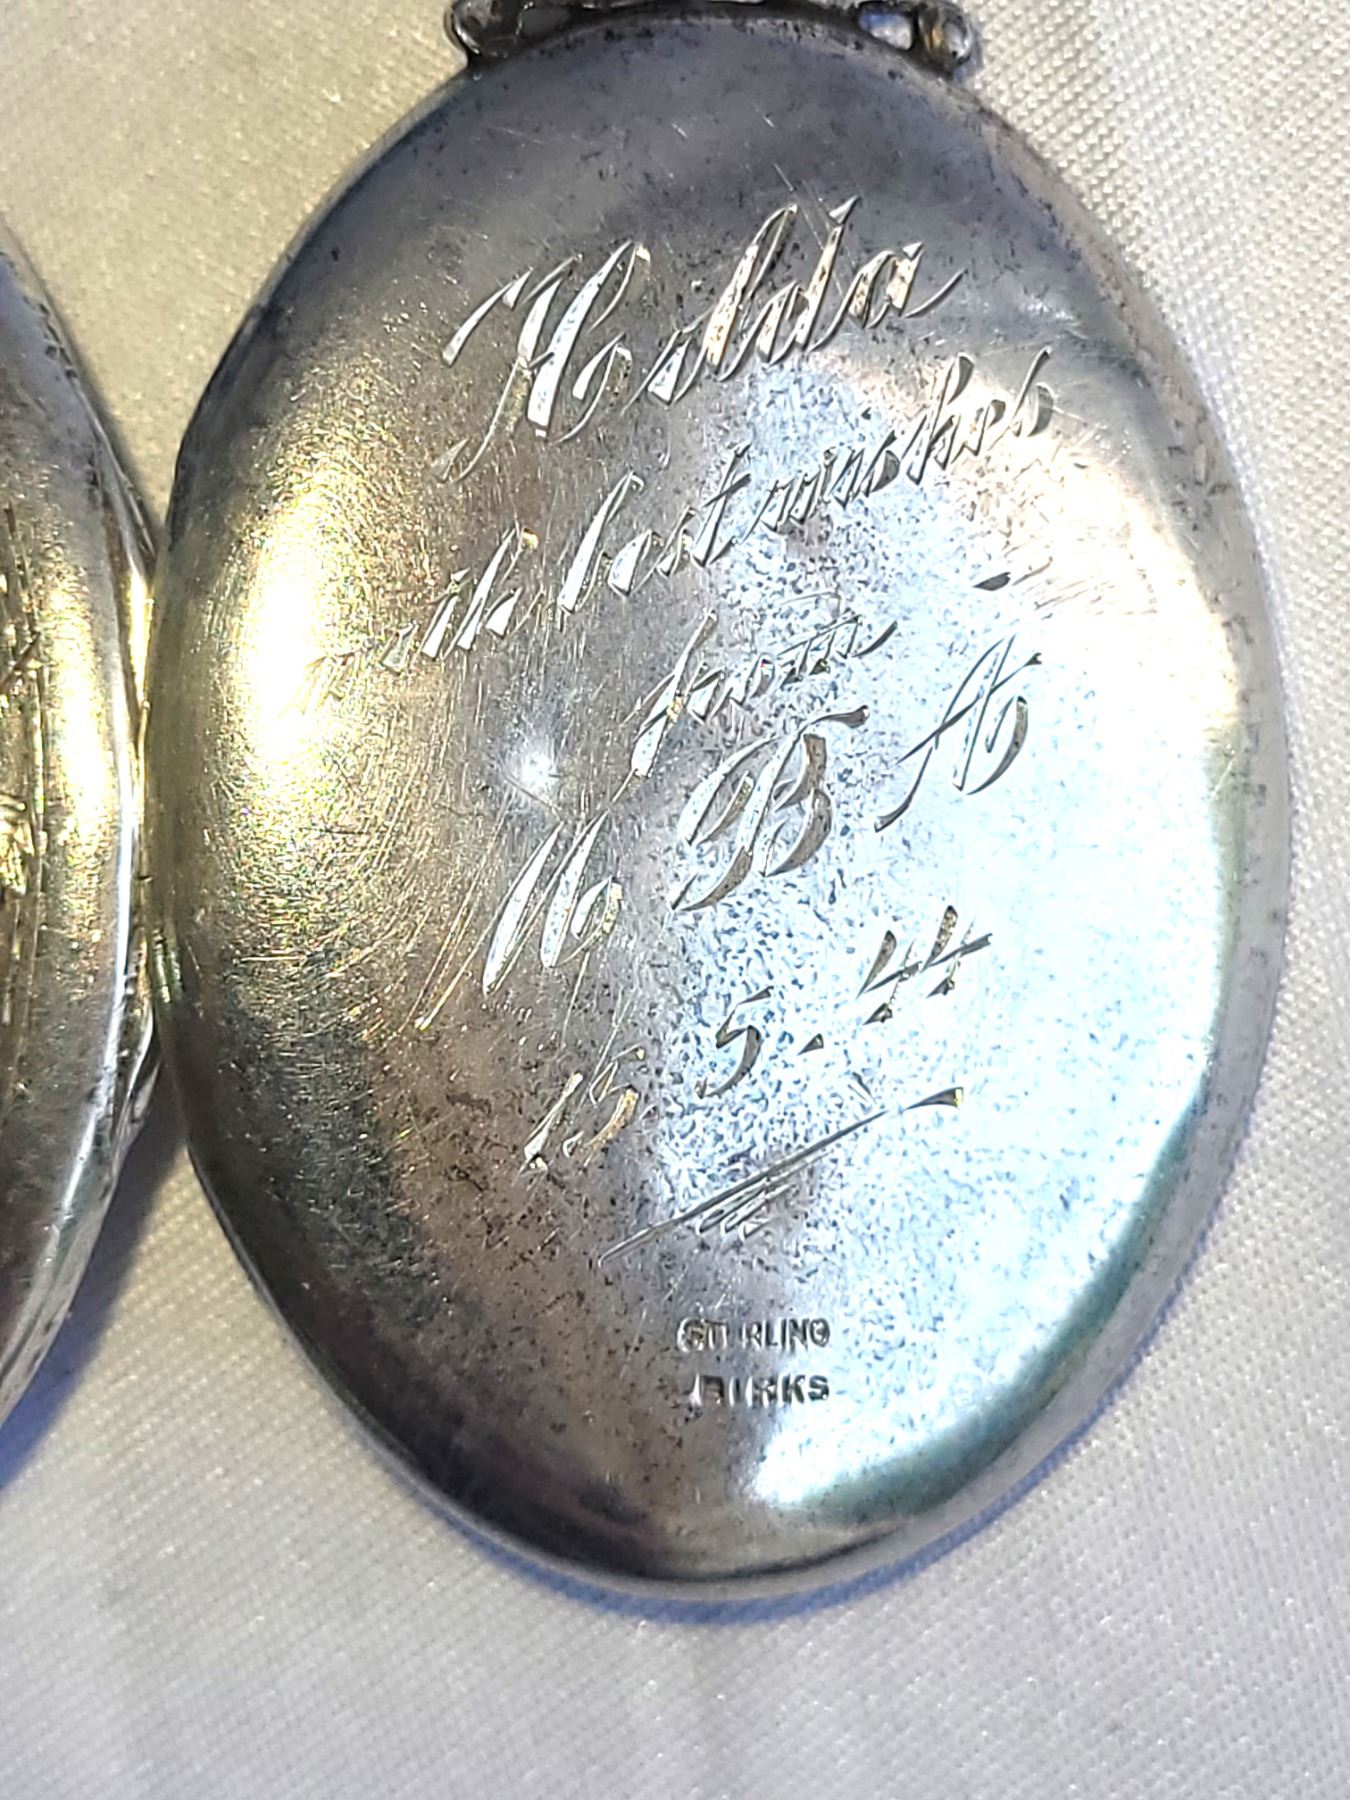 Hilda
with best wishes
from
M B A
15. 5. 44
STERLING
BIRKS